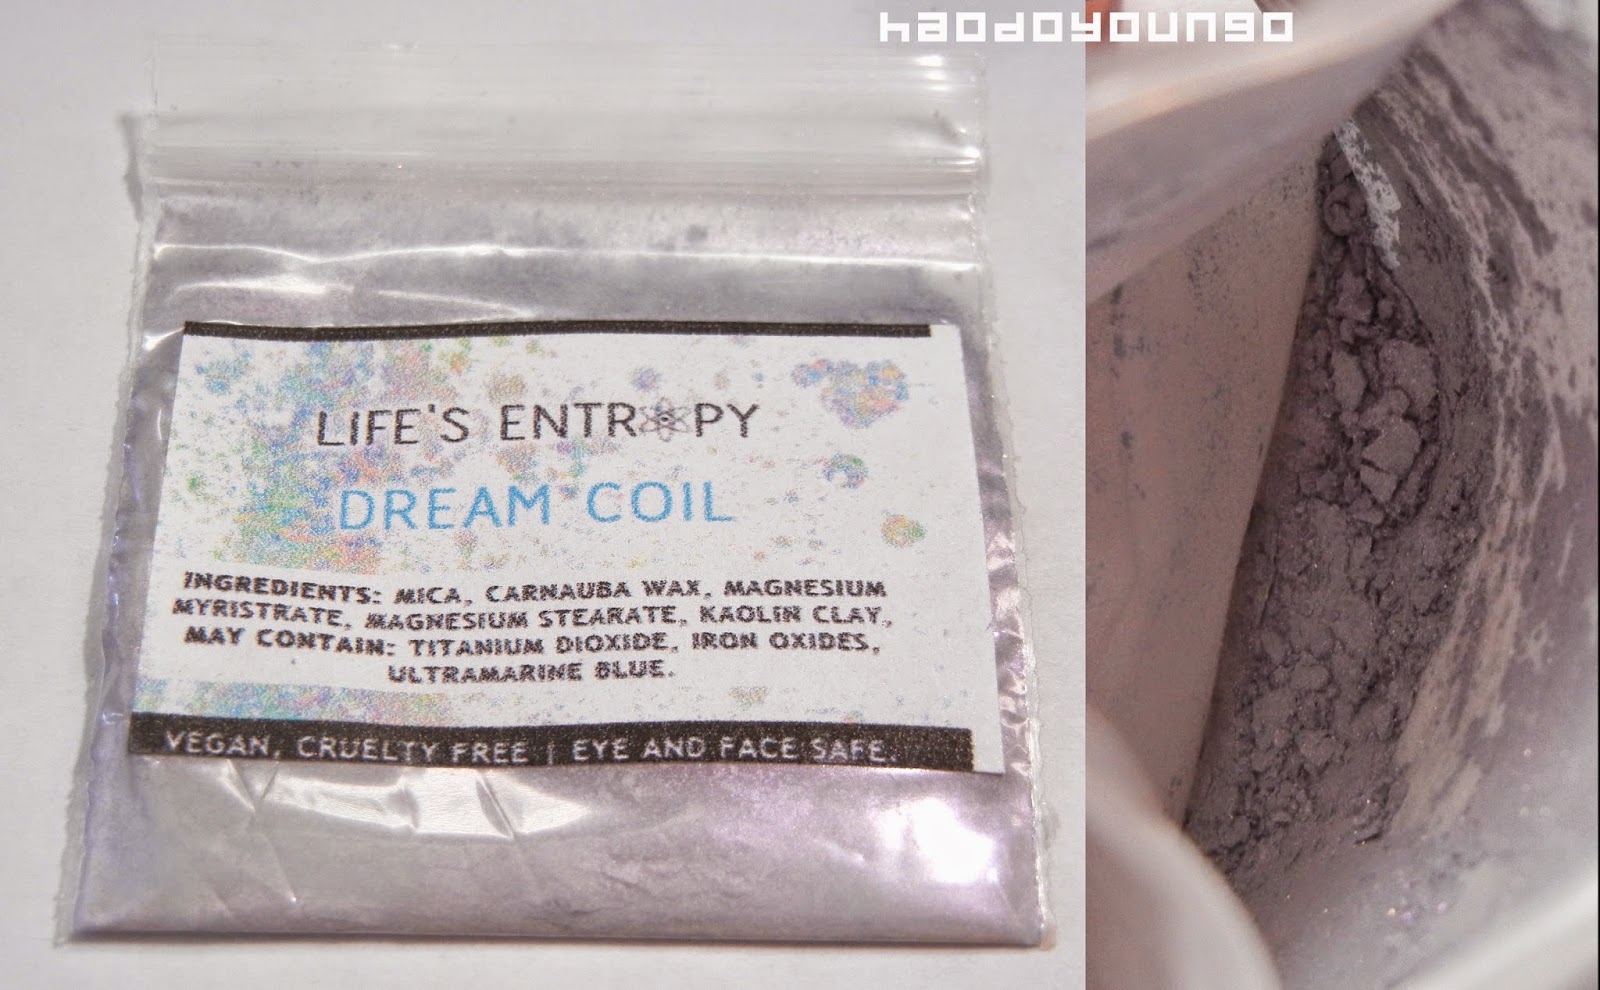 haodoyoungo
LIFE'S ENTROPY
DREAM COIL
INGREDIENTS: MICA, CARNAUBA WAX, MAGNESIUM
MYRISTRATE, MAGNESIUM STEARATE, KAOLIN CLAY,
MAY CONTAIN: TITANIUM DIOXIDE, IRON OXIDES,
ULTRAMARINE BLUE.
VEGAN, CRUELTY FREE | EYE AND FACE SAFE.